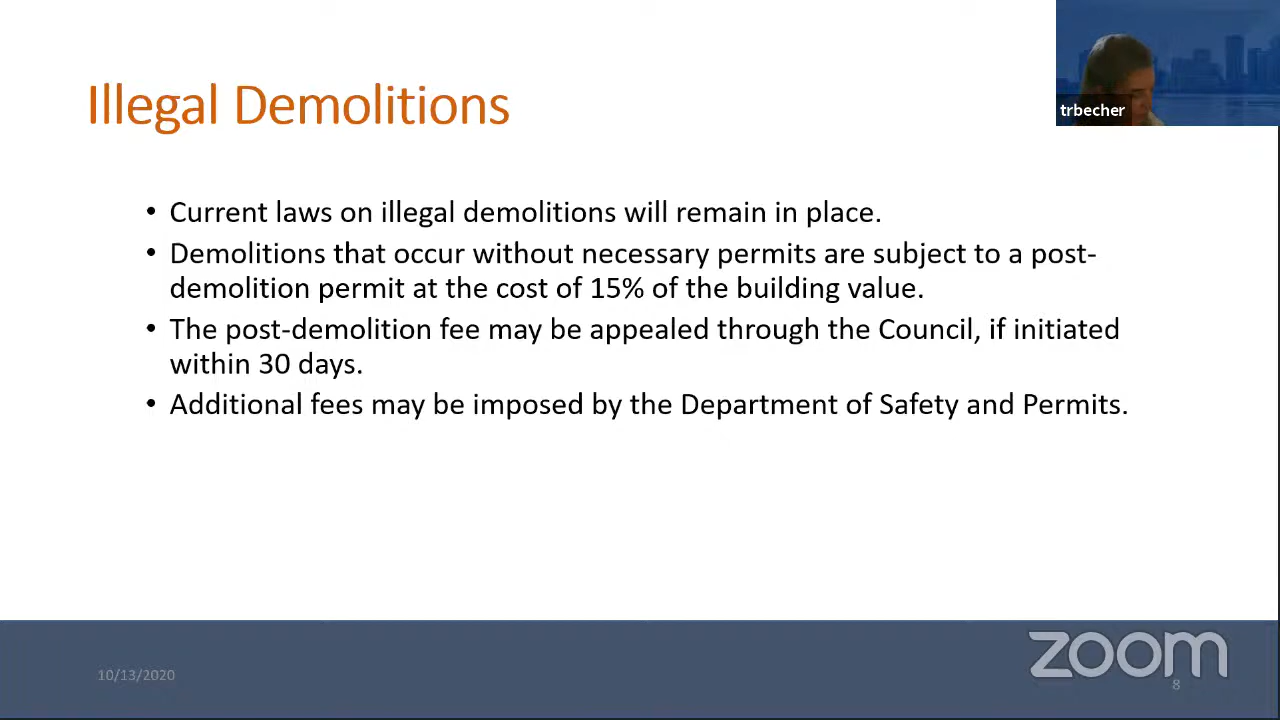 Illegal Demolitions
trbecher
• Current laws on illegal demolitions will remain in place.
• Demolitions that occur without necessary permits are subject to a post-
demolition permit at the cost of 15% of the building value.
• The post-demolition fee may be appealed through the Council, if initiated
within 30 days.
• Additional fees may be imposed by the Department of Safety and Permits.
10/13/2020
zoom
8